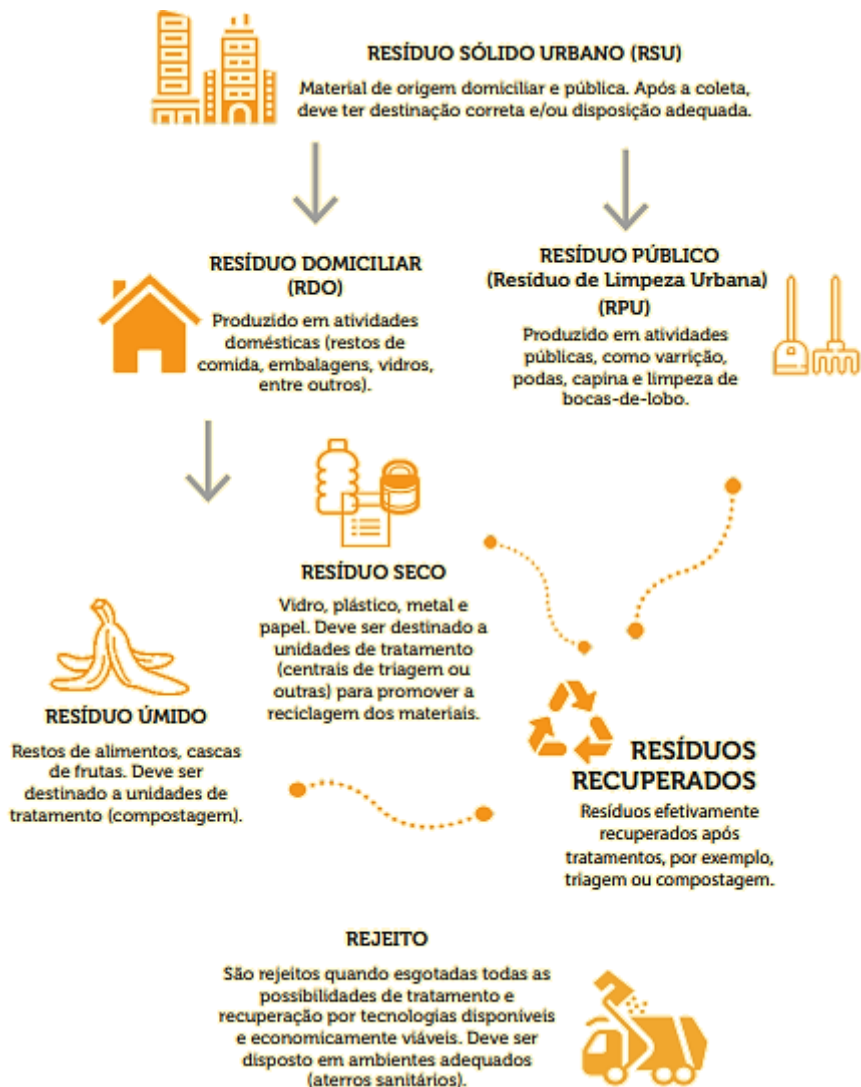 RESÍDUO SÓLIDO URBANO (RSU)
Material de origem domiciliar e pública. Após a coleta,
deve ter destinação correta e/ou disposição adequada.
RESÍDUO DOMICILIAR
(RDO)
Produzido em atividades
domésticas (restos de
comida, embalagens, vidros,
entre outros).
RESÍDUO PÚBLICO
(Resíduo de Limpeza Urbana)
(RPU)
Produzido em atividades
públicas, como varrição,
podas, capina e limpeza de
bocas-de-lobo.
RESÍDUO SECO
Vidro, plástico, metal e
papel. Deve ser destinado a
unidades de tratamento
(centrais de triagem ou
outras) para promover a
reciclagem dos materiais.
RESÍDUO ÚMIDO
Restos de alimentos, cascas
de frutas. Deve ser
destinado a unidades de
tratamento (compostagem).
RESÍDUOS
RECUPERADOS
Resíduos efetivamente
recuperados após
tratamentos, por exemplo,
triagem ou compostagem.
REJEITO
São rejeitos quando esgotadas todas as
possibilidades de tratamento e
recuperação por tecnologias disponíveis
e economicamente viáveis. Deve ser
disposto em ambientes adequados
(aterros sanitários).